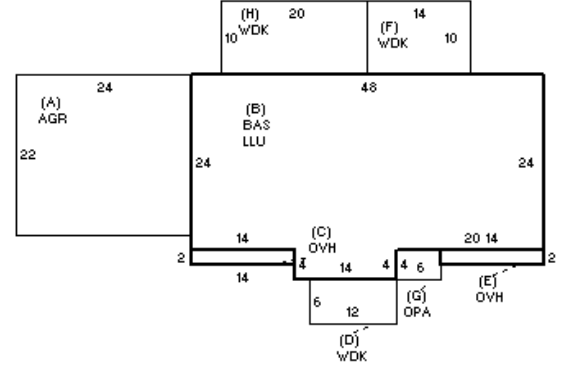 (H) 20 (F) 14
10 WDK WDK 10
24 48
(A)
AGR
(B)
BAS
LLU
22 24 24
14 (C) 20 14
OVH
2 4 14 4 4 6 2
14 6 12 (G) (E)
OPA OVH
(D)
WDK